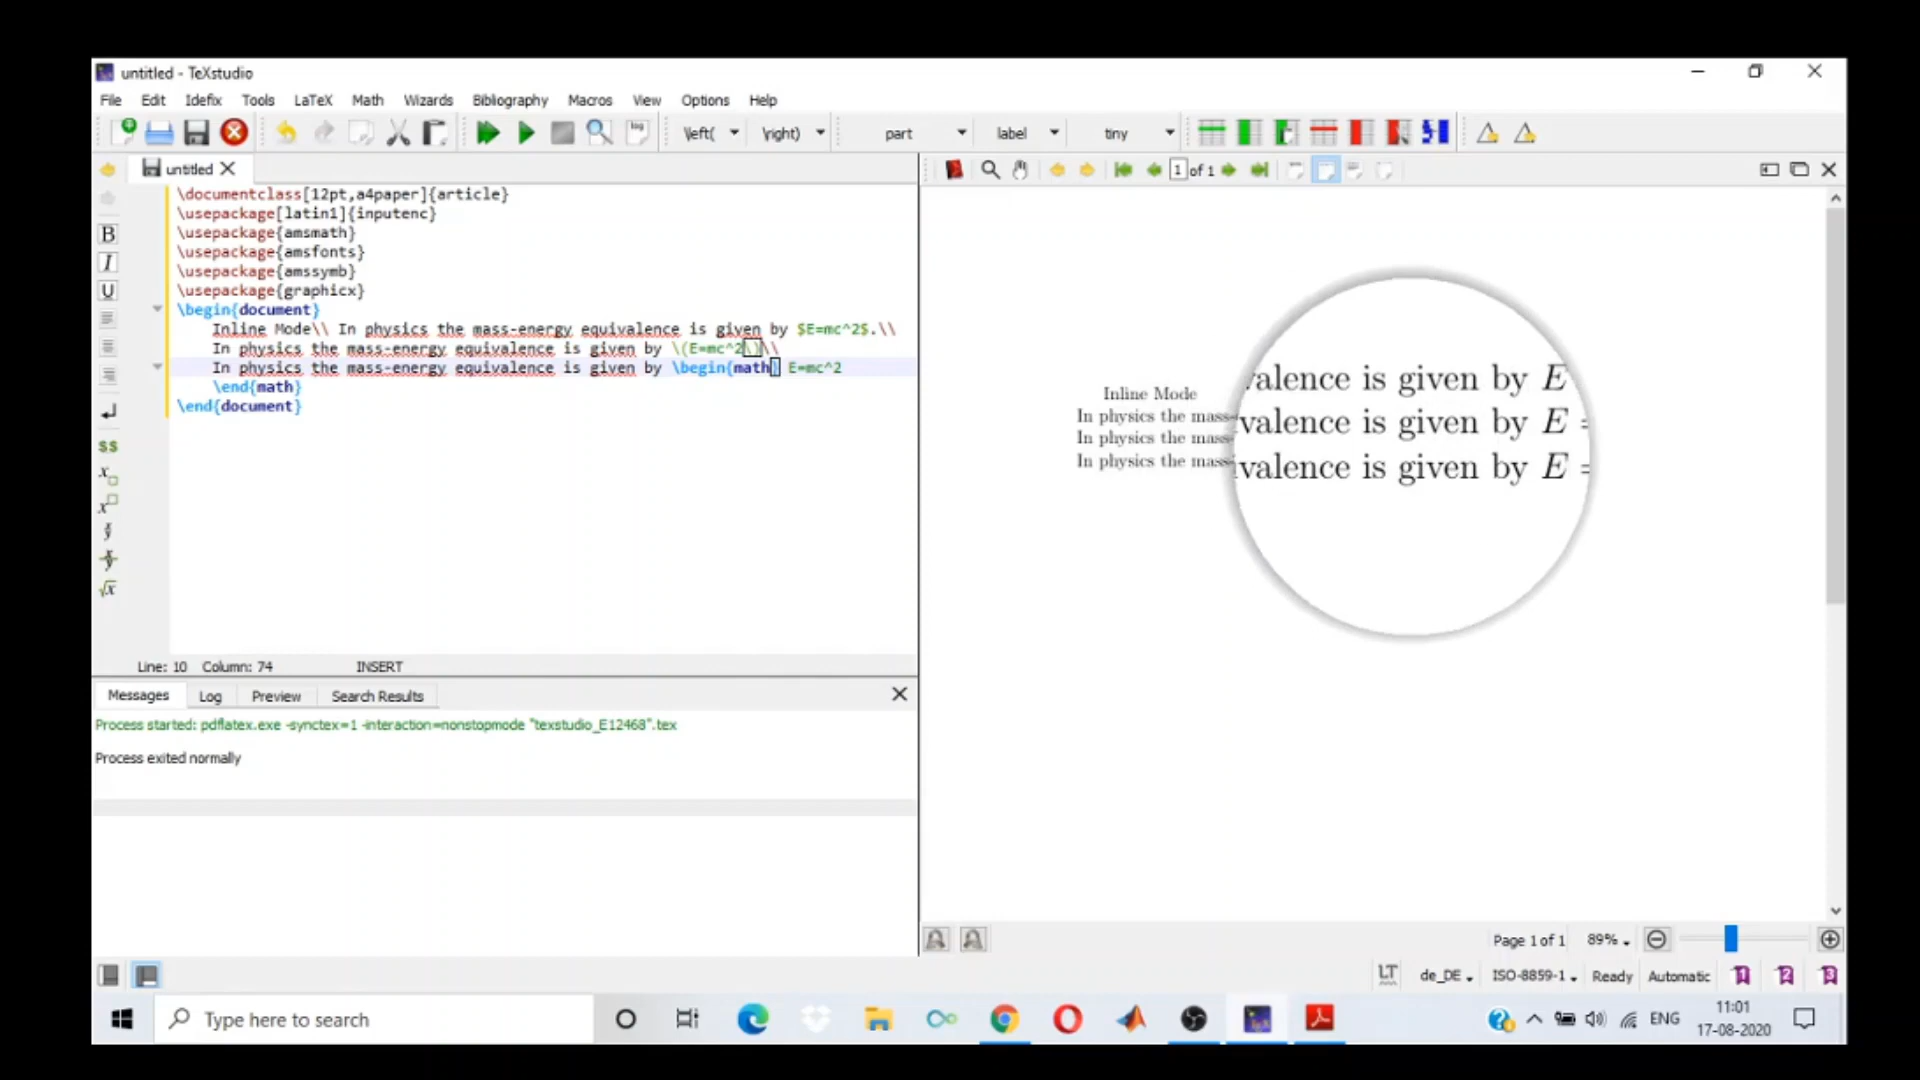 untitled - TeXstudio
File Edit Idefix Tools LaTeX Math Wizards Bibliography Macros View Options Help
\left( \right) part label tiny
untitled
1 of 1
\documentclass[12pt,a4paper]{article}
\usepackage[latin1]{inputenc}
\usepackage{amsmath}
\usepackage{amsfonts}
\usepackage{amssymb}
\usepackage{graphicx}
\begin{document}
Inline Mode\\ In physics the mass-energy equivalence is given by $E=mc^2$.\\
In physics the mass-energy equivalence is given by \(E=mc^2\)\\
In physics the mass-energy equivalence is given by \begin{math} E=mc^2
\end{math}
\end{document}
Line: 10 Column: 74 INSERT
Messages Log Preview Search Results
Process started: pdflatex.exe -synctex=1 -interaction=nonstopmode "texstudio_E12468".tex
Process exited normally
Inline Mode
In physics the mass-
In physics the mass-
In physics the mass-
valence is given by E
valence is given by E =
valence is given by E =
Page 1 of 1 89%
LT de_DE ISO-8859-1 Ready Automatic 1 2 3
Type here to search
ENG
11:01
17-08-2020